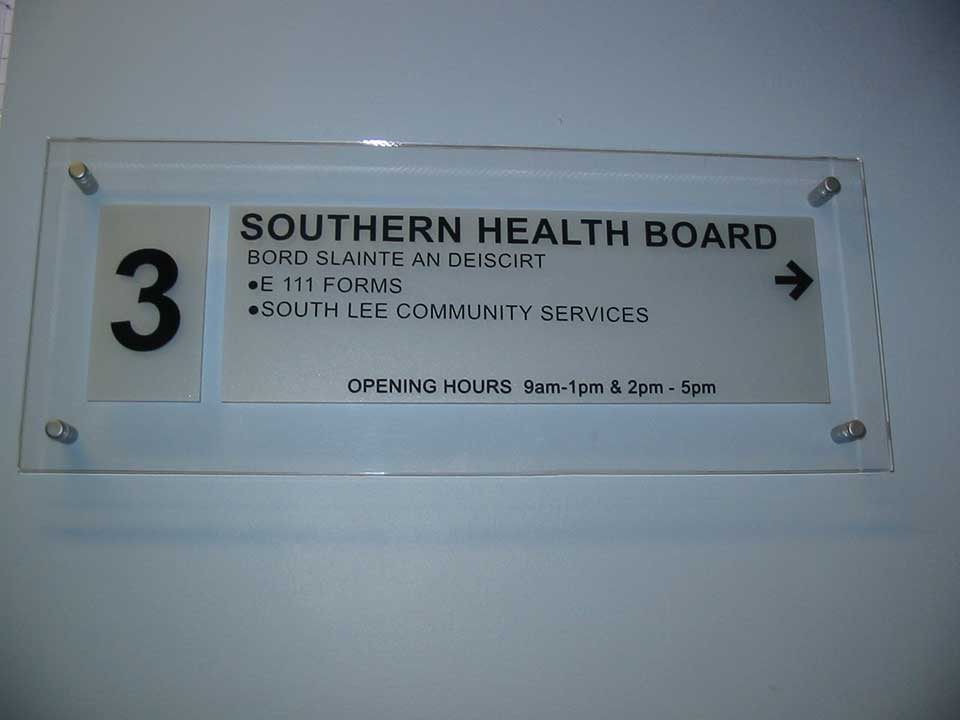 3
SOUTHERN HEALTH BOARD
BORD SLAINTE AN DEISCIRT
●E 111 FORMS
●SOUTH LEE COMMUNITY SERVICES
OPENING HOURS 9am-1pm & 2pm - 5pm